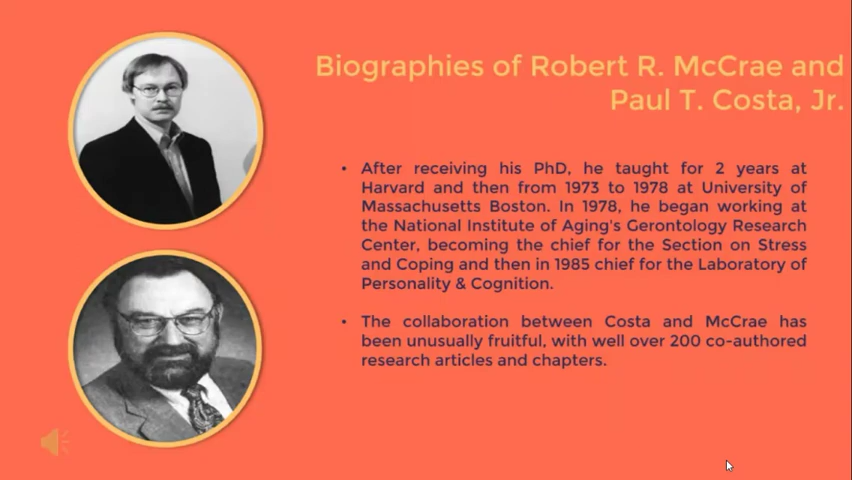 Biographies of Robert R. McCrae and
Paul T. Costa, Jr.
• After receiving his PhD, he taught for 2 years at
Harvard and then from 1973 to 1978 at University of
Massachusetts Boston. In 1978, he began working at
the National Institute of Aging's Gerontology Research
Center, becoming the chief for the Section on Stress
and Coping and then in 1985 chief for the Laboratory of
Personality & Cognition.
• The collaboration between Costa and McCrae has
been unusually fruitful, with well over 200 co-authored
research articles and chapters.